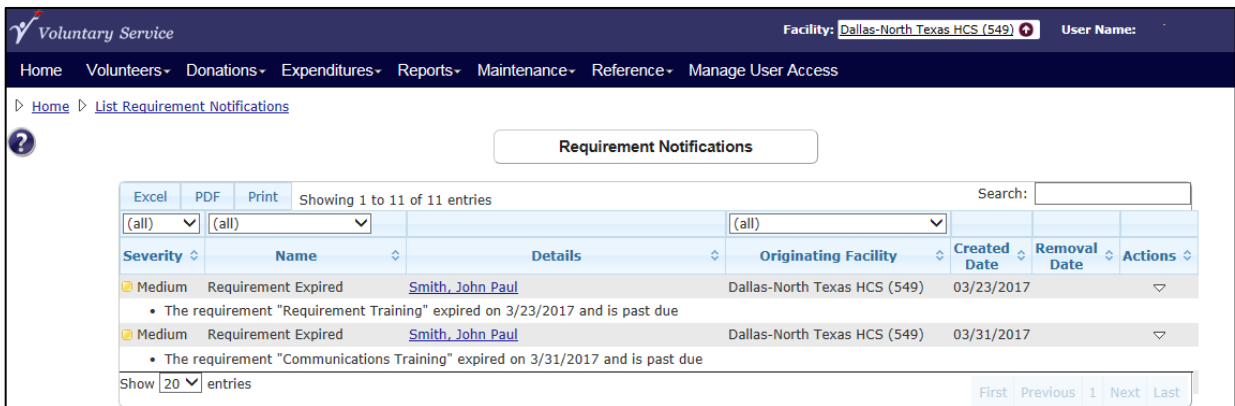 Voluntary Service Facility: Dallas-North Texas HCS (549) User Name:
Home Volunteers Donations Expenditures Reports Maintenance Reference Manage User Access
Home List Requirement Notifications
?
Requirement Notifications
Excel PDF Print Showing 1 to 11 of 11 entries Search:
(all) (all) (all)
Severity Name Details Originating Facility Created Date Removal Date Actions
Medium Requirement Expired Smith, John Paul Dallas-North Texas HCS (549) 03/23/2017
• The requirement "Requirement Training" expired on 3/23/2017 and is past due
Medium Requirement Expired Smith, John Paul Dallas-North Texas HCS (549) 03/31/2017
• The requirement "Communications Training" expired on 3/31/2017 and is past due
Show 20 entries First Previous 1 Next Last